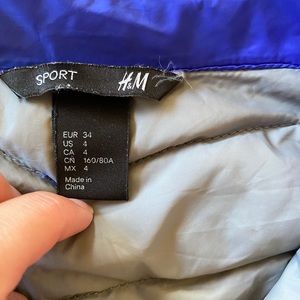 SPORT H&M
EUR 34
US 4
CA 4
CN 160/80A
MX 4
Made in
China